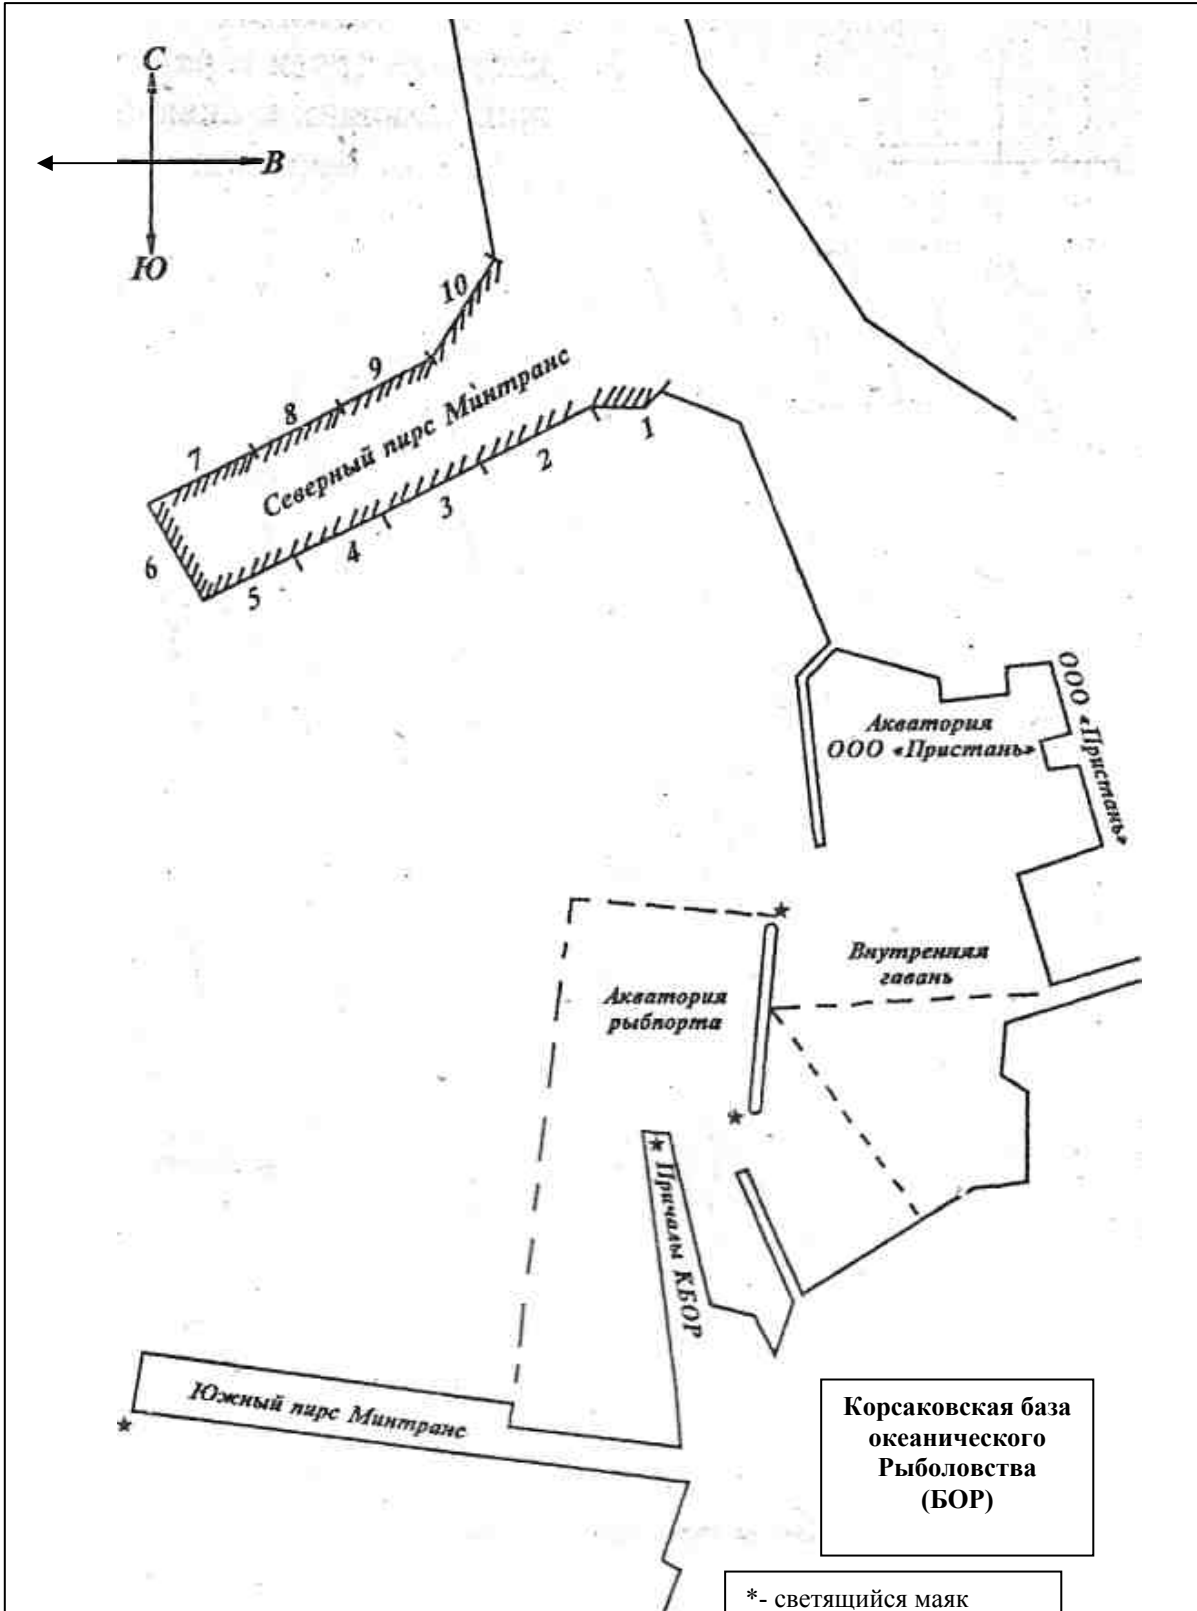 С
В
Ю
10
9
8
7
Северный пирс Минтранс
1
2
3
4
5
6
ООО «Пристань»
Акватория
ООО «Пристань»
Внутренняя
гавань
Акватория
рыбпорта
*
*
* Причалы КБОР
Южный пирс Минтранс
*
Корсаковская база
океанического
Рыболовства
(БОР)
*- светящийся маяк